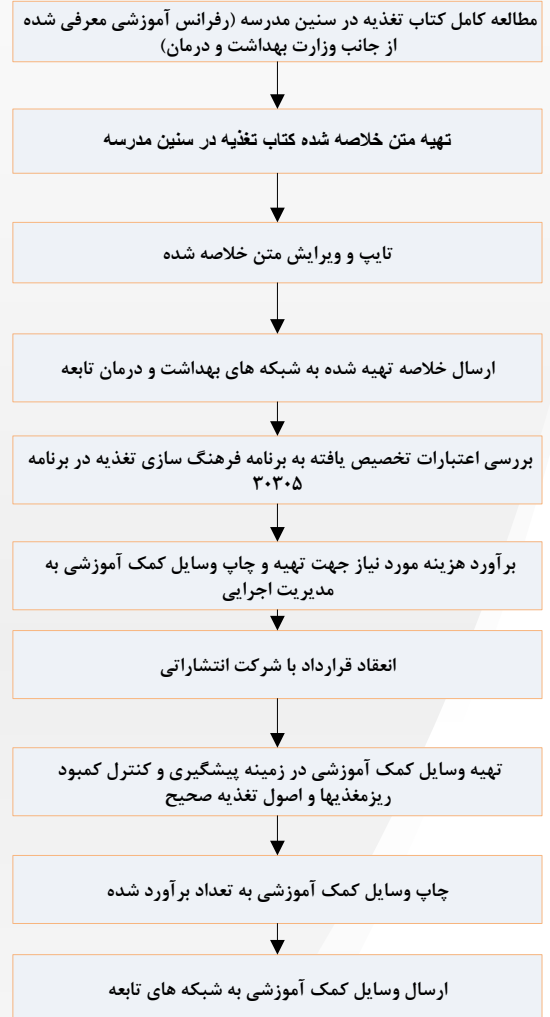 مطالعه کامل کتاب تغذیه در سنین مدرسه (رفرانس آموزشی معرفی شده
از جانب وزارت بهداشت و درمان)
تهیه متن خلاصه شده کتاب تغذیه در سنین مدرسه
تایپ و ویرایش متن خلاصه شده
ارسال خلاصه تهیه شده به شبکه های بهداشت و درمان تابعه
بررسی اعتبارات تخصیص یافته به برنامه فرهنگ سازی تغذیه در برنامه
۳۰۳۰۵
برآورد هزینه مورد نیاز جهت تهیه و چاپ وسایل کمک آموزشی به
مدیریت اجرایی
انعقاد قرارداد با شرکت انتشاراتی
تهیه وسایل کمک آموزشی در زمینه پیشگیری و کنترل کمبود
ریزمغذیها و اصول تغذیه صحیح
چاپ وسایل کمک آموزشی به تعداد برآورد شده
ارسال وسایل کمک آموزشی به شبکه های تابعه